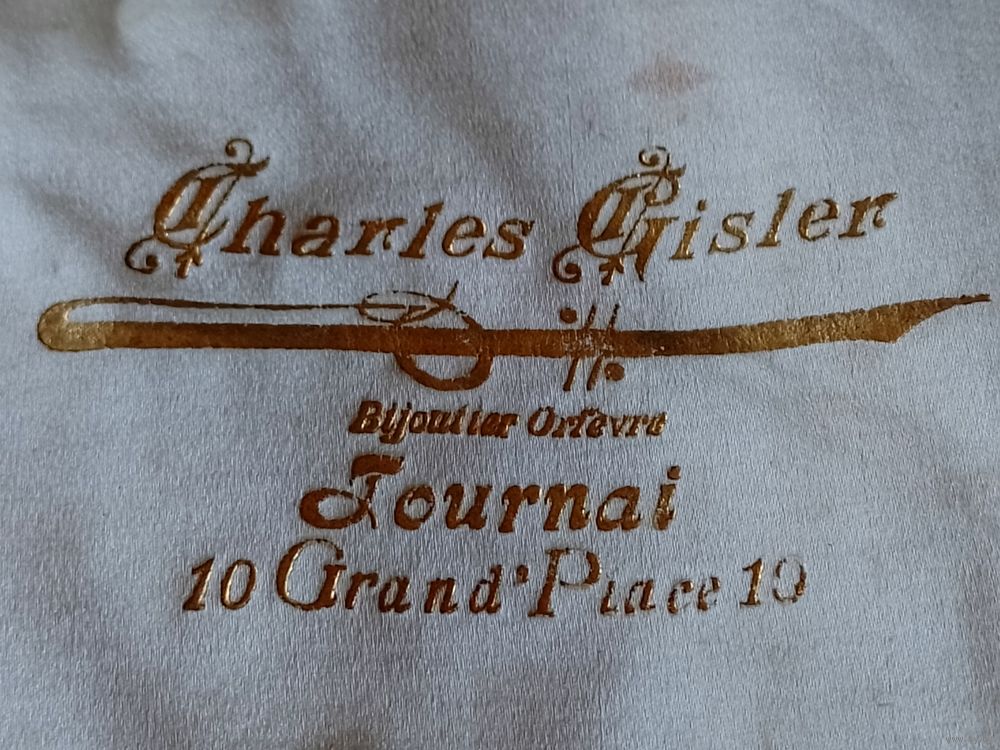 Charles Gisler
Bijoutier Orfèvre
Tournai
10 Grand'Place 10